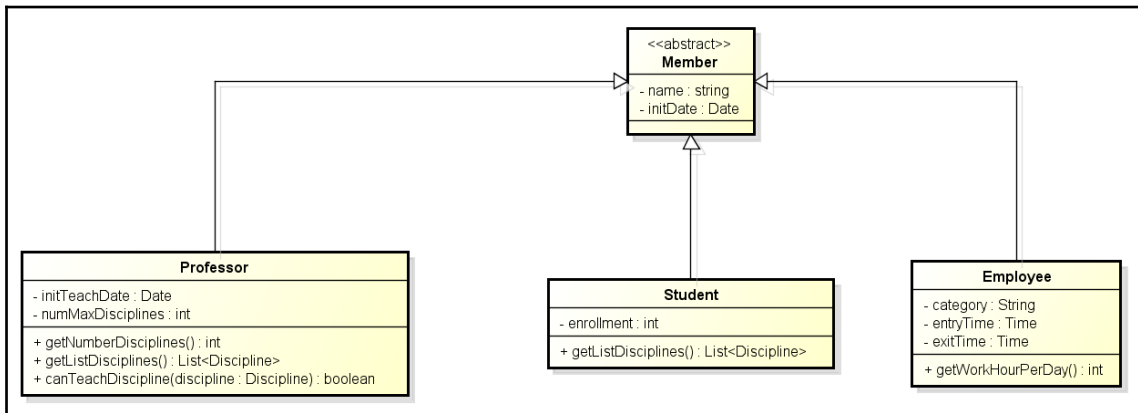 <<abstract>>
Member
- name : string
- initDate : Date
Professor
- initTeachDate : Date
- numMaxDisciplines : int
+ getNumberDisciplines() : int
+ getListDisciplines() : List<Discipline>
+ canTeachDiscipline(discipline : Discipline) : boolean
Student
- enrollment : int
+ getListDisciplines() : List<Discipline>
Employee
- category : String
- entryTime : Time
- exitTime : Time
+ getWorkHourPerDay() : int